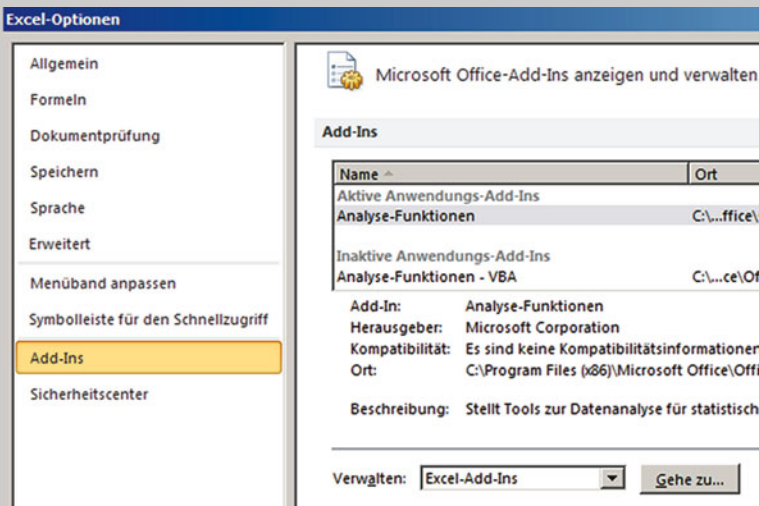 Excel-Optionen
Allgemein
Formeln
Dokumentprüfung
Speichern
Sprache
Erweitert
Menüband anpassen
Symbolleiste für den Schnellzugriff
Add-Ins
Sicherheitscenter
Microsoft Office-Add-Ins anzeigen und verwalten
Add-Ins
Name Ort
Aktive Anwendungs-Add-Ins
Analyse-Funktionen C:\...ffice\
Inaktive Anwendungs-Add-Ins
Analyse-Funktionen - VBA C:\...ce\Of
Add-In: Analyse-Funktionen
Herausgeber: Microsoft Corporation
Kompatibilität: Es sind keine Kompatibilitätsinformationen
Ort: C:\Program Files (x86)\Microsoft Office\Offi
Beschreibung: Stellt Tools zur Datenanalyse für statistisch
Verwalten: Excel-Add-Ins Gehe zu...